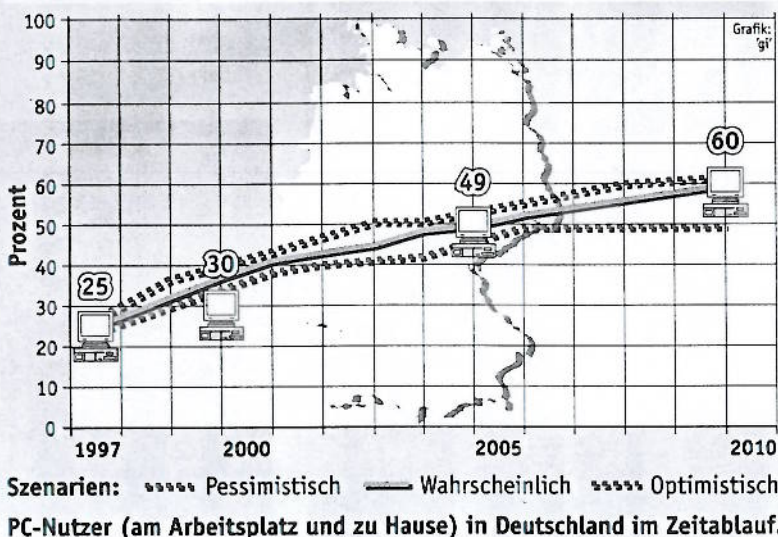 100
Grafik:
'gi'
90
80
70
60
50
40
30
20
10
0
Prozent
25
30
49
60
1997 2000 2005 2010
Szenarien: Pessimistisch Wahrscheinlich Optimistisch
PC-Nutzer (am Arbeitsplatz und zu Hause) in Deutschland im Zeitablauf.